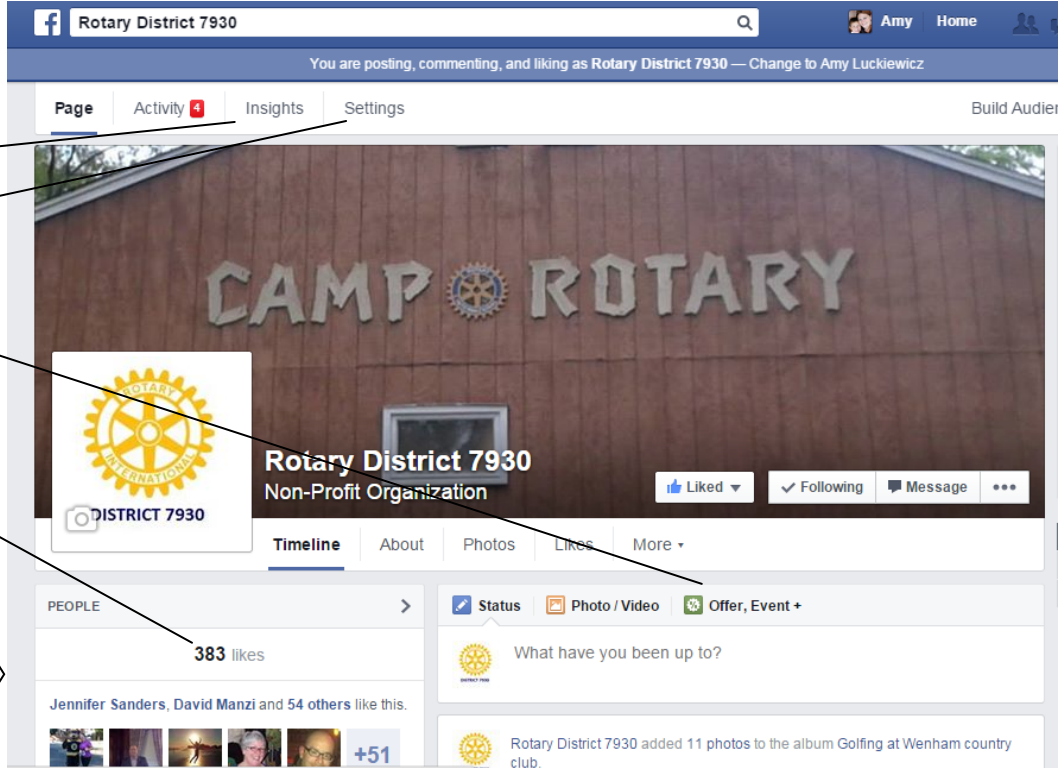 Rotary District 7930
Amy Home
You are posting, commenting, and liking as Rotary District 7930 — Change to Amy Luckiewicz
Page Activity 4 Insights Settings
Build
CAMP ROTARY
ROTARY
INTERNATIONAL
DISTRICT 7930
Rotary District 7930
Non-Profit Organization
Liked Following Message
Timeline About Photos Likes More
PEOPLE
383 likes
Jennifer Sanders, David Manzi and 54 others like this.
+51
Status Photo / Video Offer, Event +
What have you been up to?
Rotary District 7930 added 11 photos to the album Golfing at Wenham country
club.